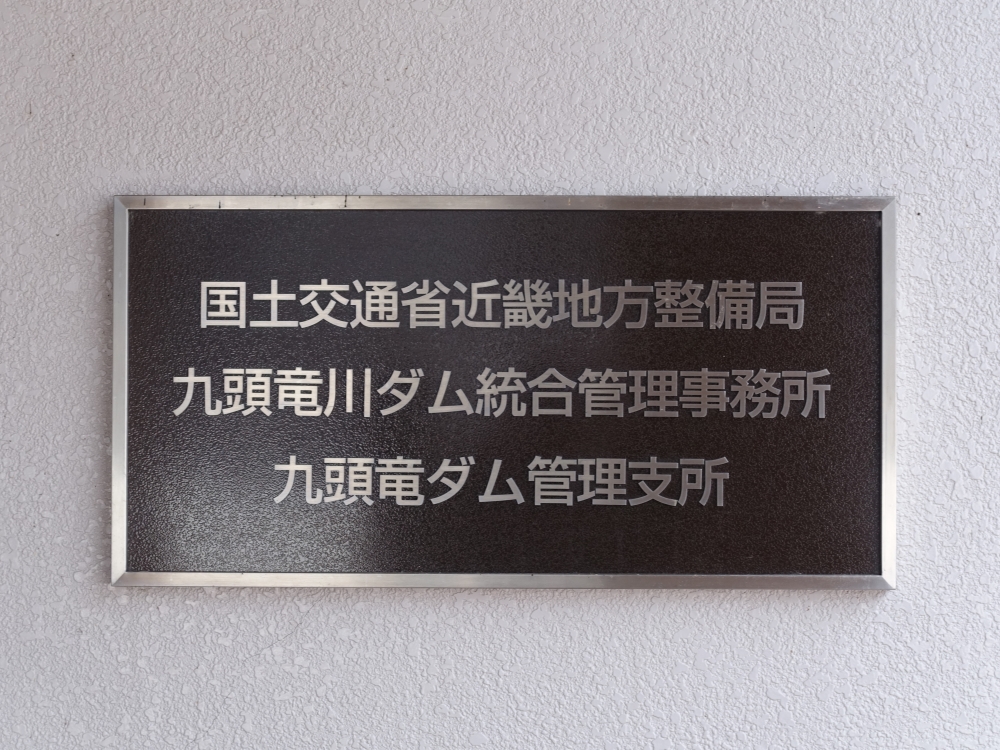 国土交通省近畿地方整備局
九頭竜川ダム統合管理事務所
九頭竜ダム管理支所